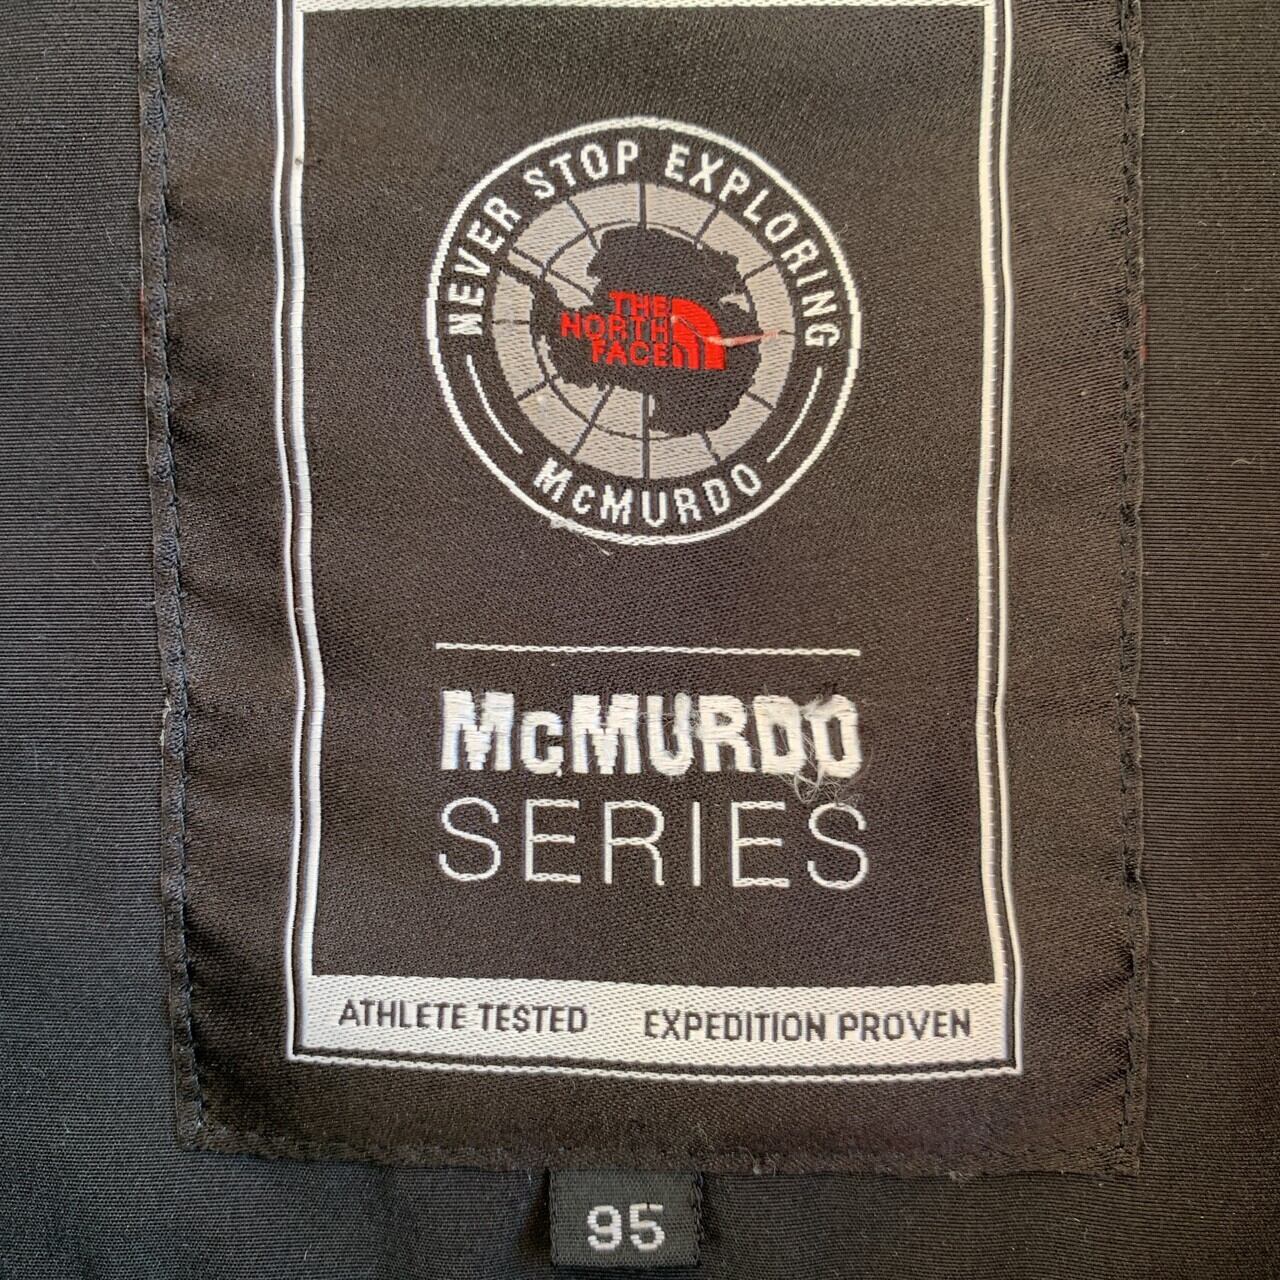 NEVER STOP EXPLORING
THE
NORTH
FACE
McMURDO
McMURDO
SERIES
ATHLETE TESTED EXPEDITION PROVEN
95